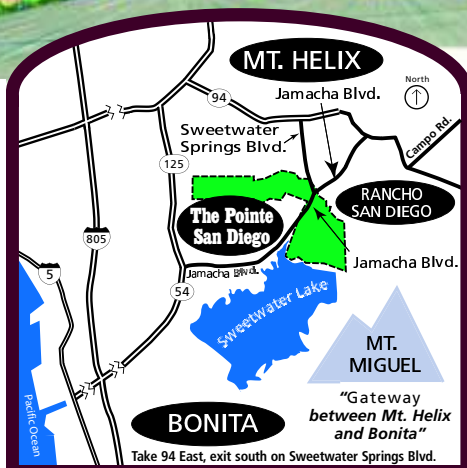 MT. HELIX
North
Jamacha Blvd.
94
Sweetwater
Springs Blvd.
Campo Rd.
125
RANCHO
SAN DIEGO
The Pointe
San Diego
805
Jamacha Blvd.
5
Jamacha Blvd.
54
Sweetwater Lake
MT.
MIGUEL
Pacific Ocean
"Gateway
between Mt. Helix
and Bonita"
BONITA
Take 94 East, exit south on Sweetwater Springs Blvd.